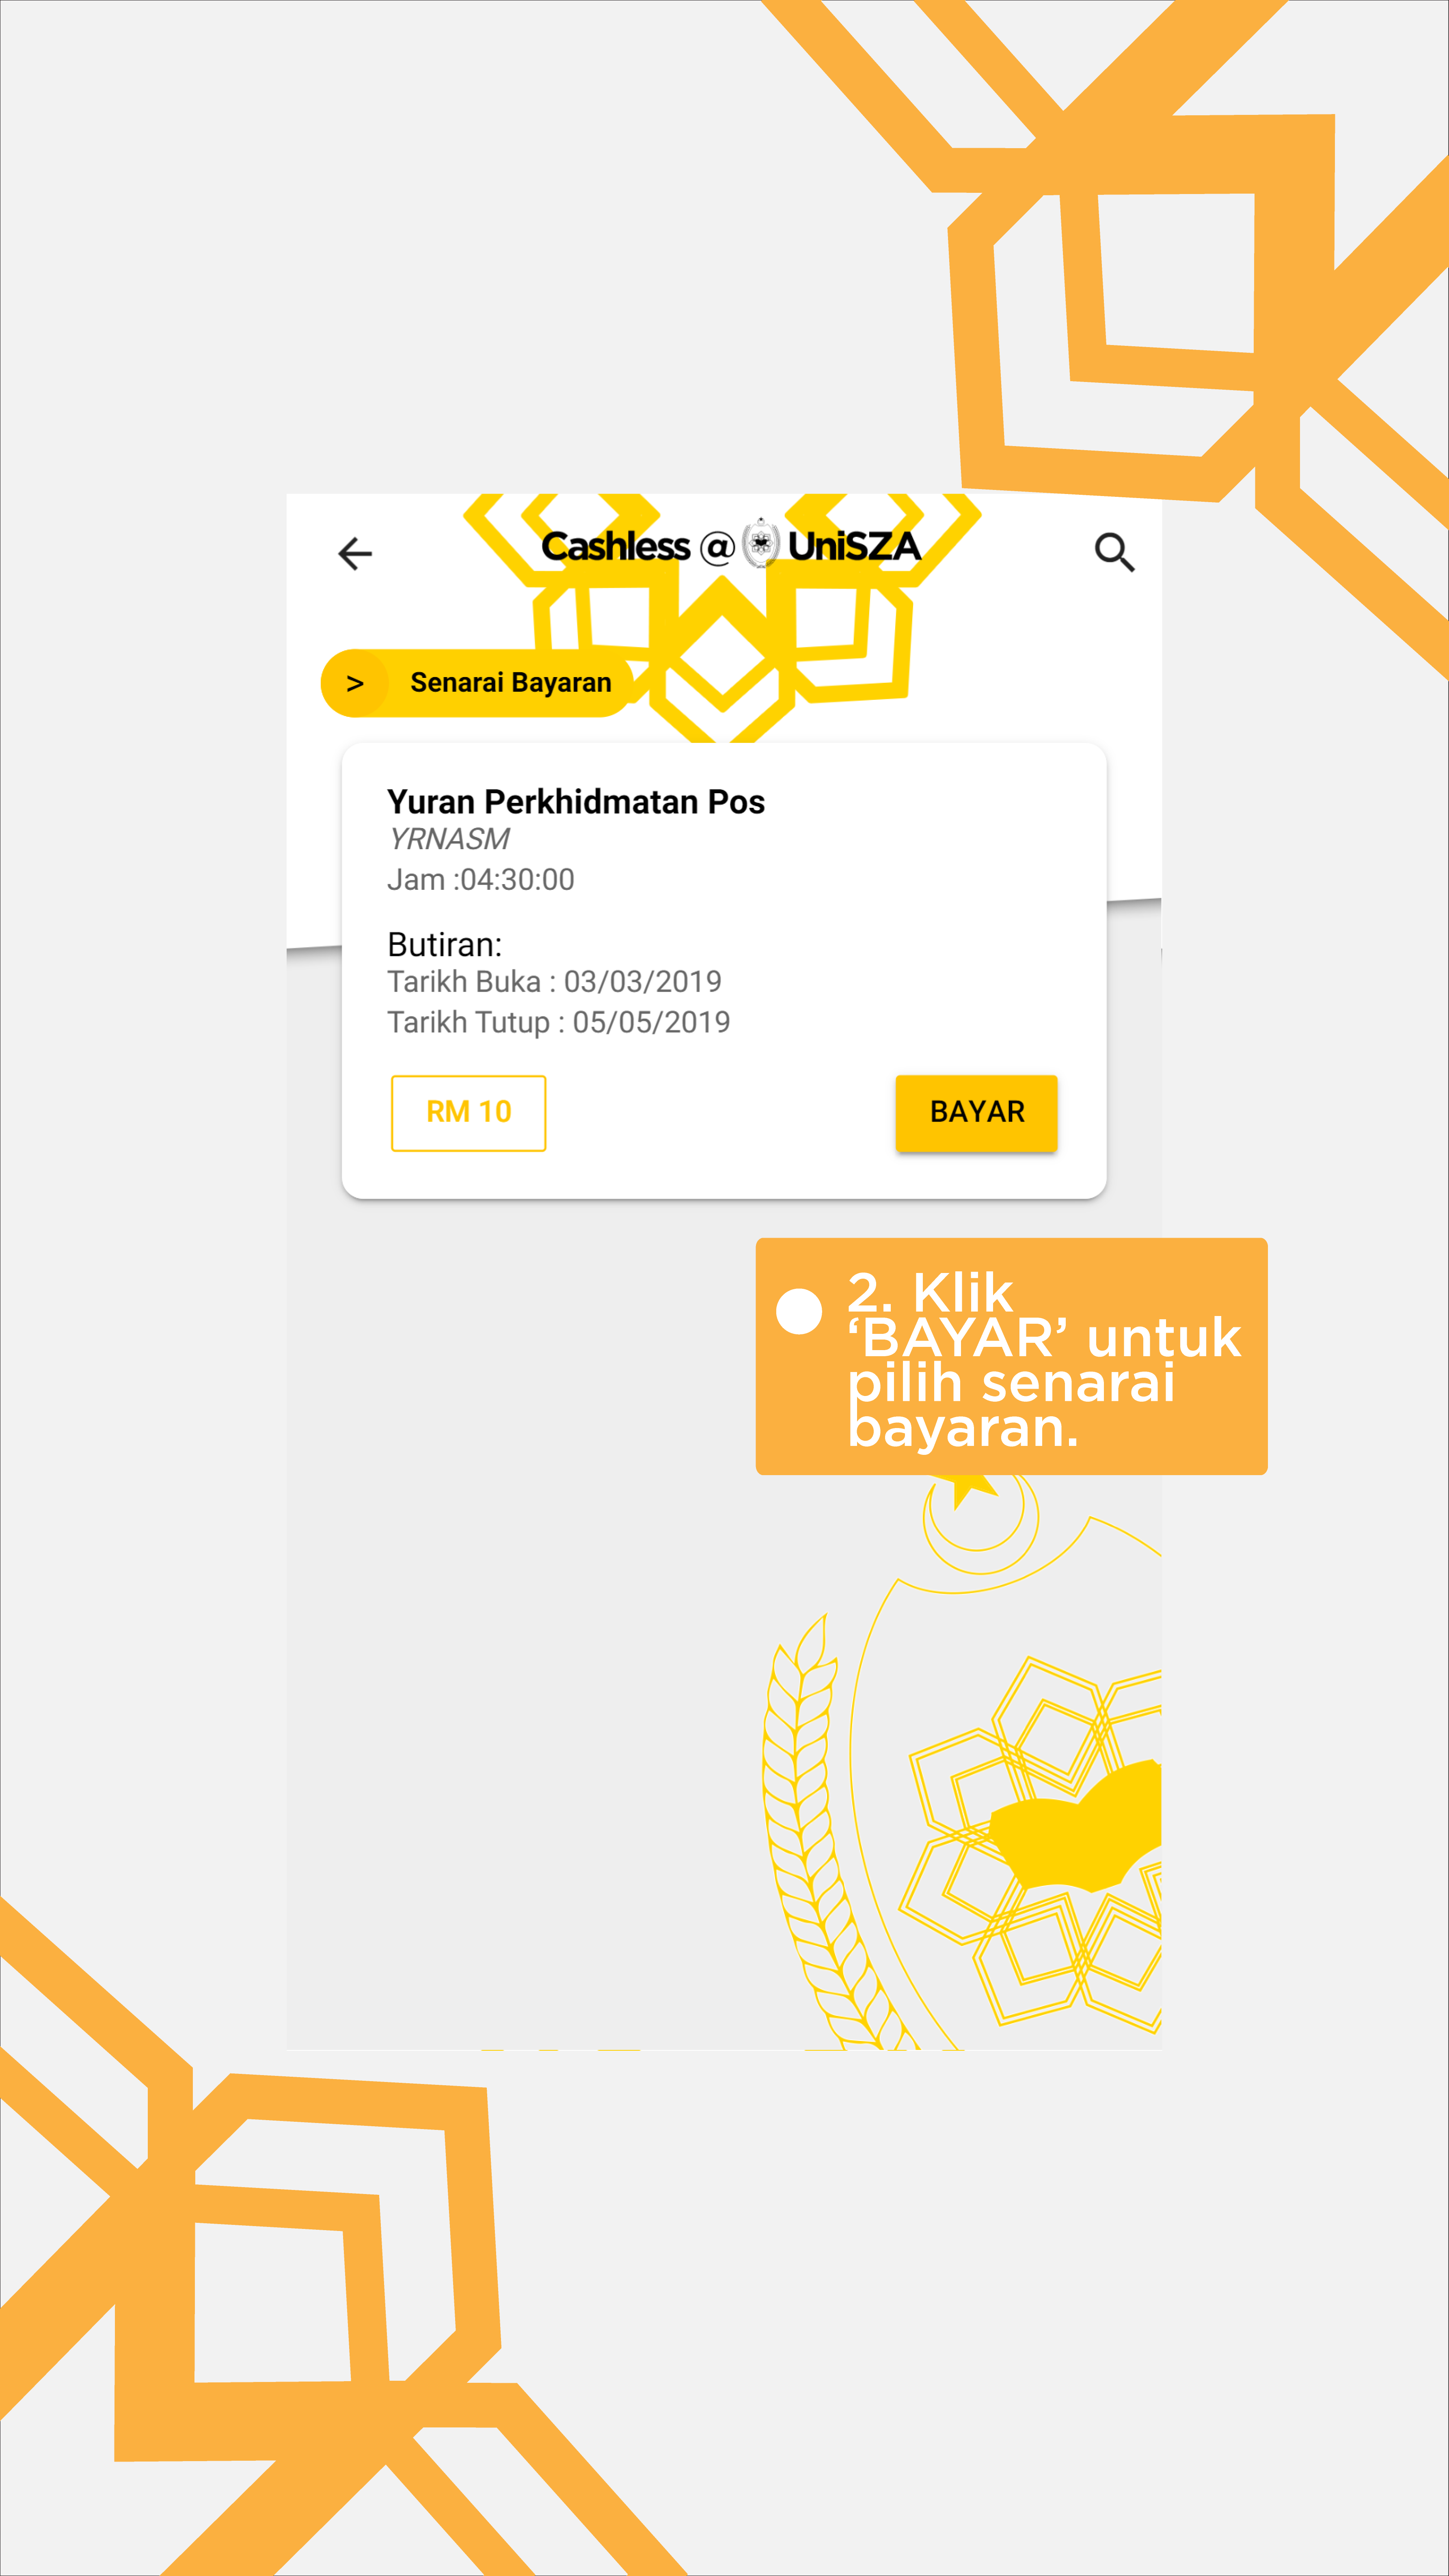 Cashless @ UniSZA
> Senarai Bayaran
Yuran Perkhidmatan Pos
YRNASM
Jam :04:30:00
Butiran:
Tarikh Buka : 03/03/2019
Tarikh Tutup : 05/05/2019
RM 10
BAYAR
2. Klik
‘BAYAR’ untuk
pilih senarai
bayaran.